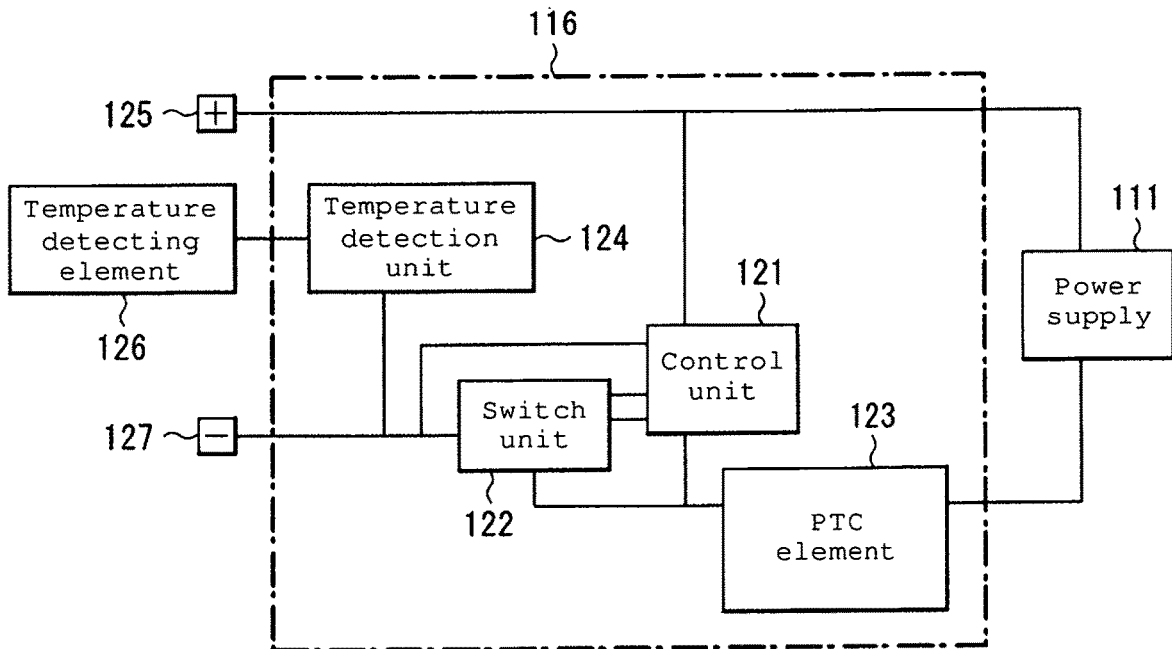 116
125
+
Temperature
detecting
element
126
Temperature
detection
unit
124
111
Power
supply
121
Control
unit
127
−
Switch
unit
122
123
PTC
element